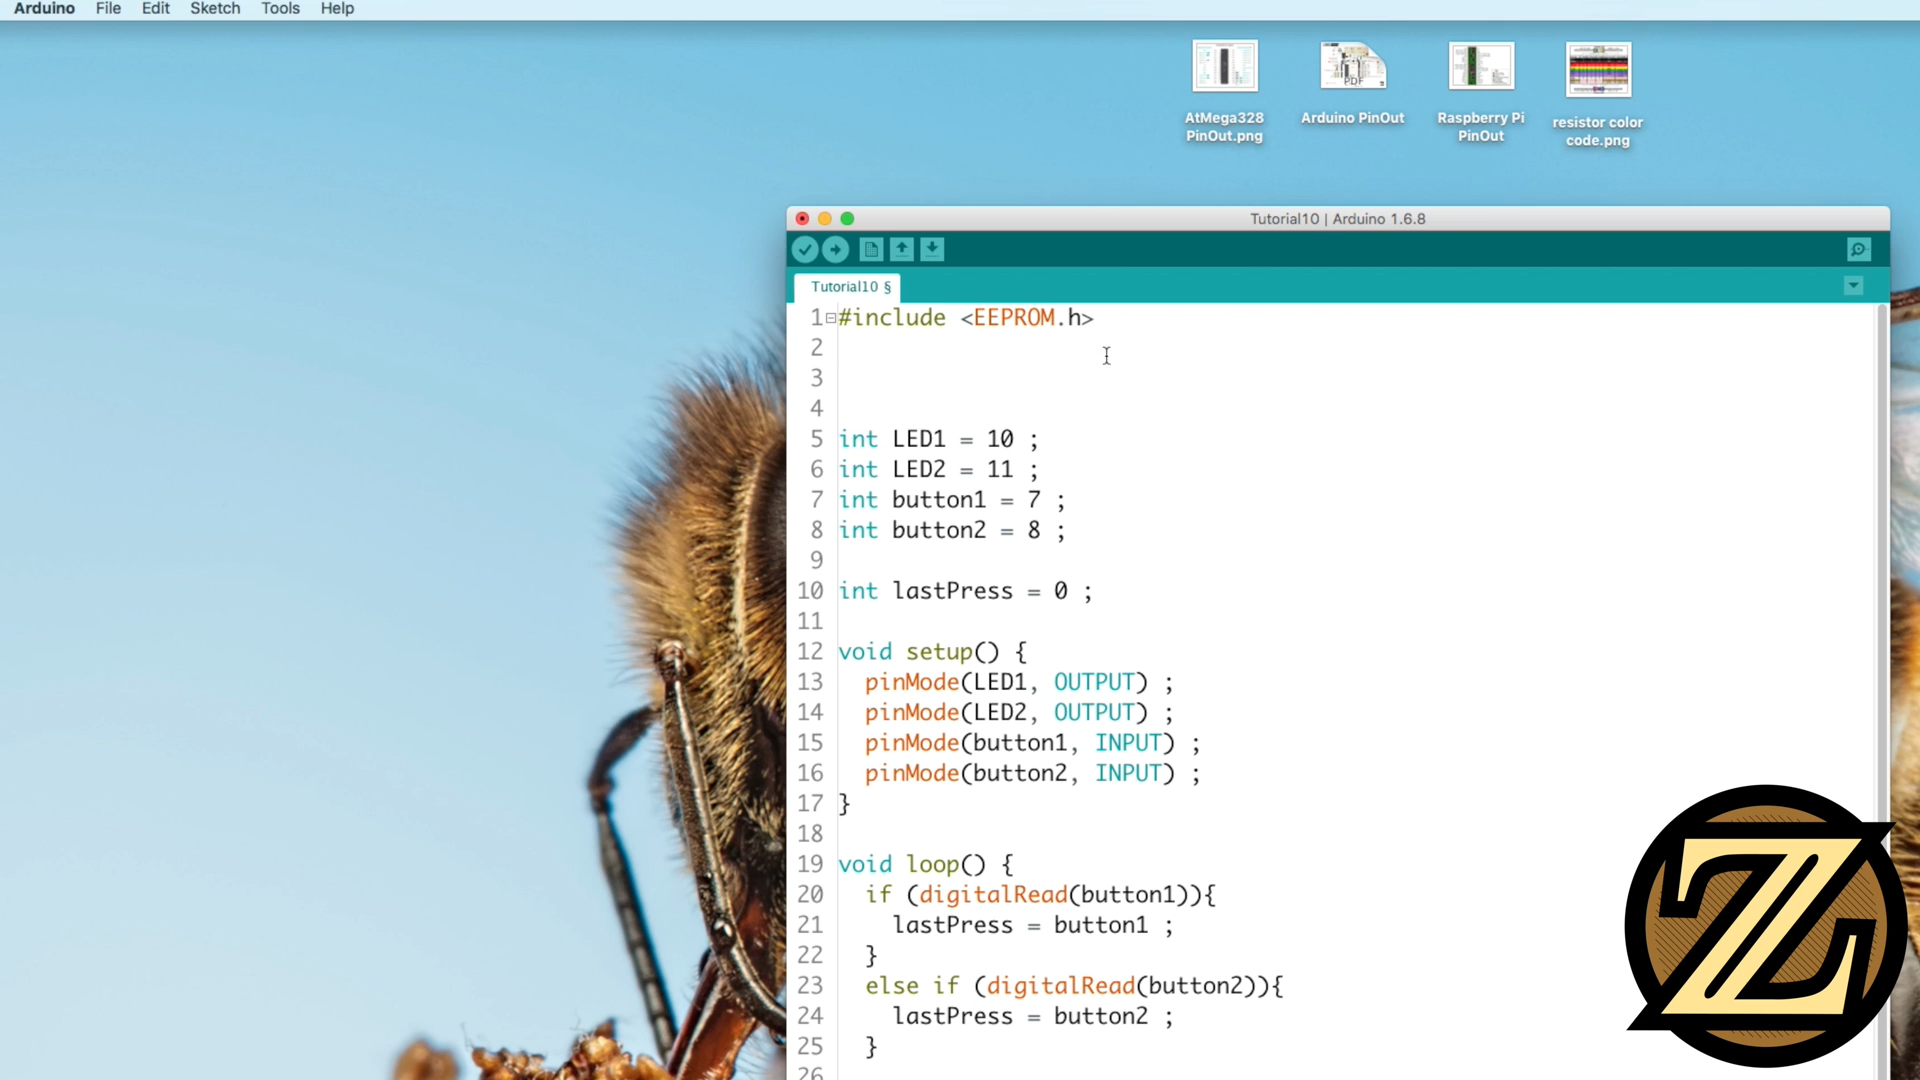 Arduino File Edit Sketch Tools Help
AtMega328 PinOut.png
Arduino PinOut
Raspberry Pi PinOut
resistor color code.png
PDF
Tutorial10 | Arduino 1.6.8
Tutorial10 §
1 #include <EEPROM.h>
2
3
4
5 int LED1 = 10 ;
6 int LED2 = 11 ;
7 int button1 = 7 ;
8 int button2 = 8 ;
9
10 int lastPress = 0 ;
11
12 void setup() {
13 pinMode(LED1, OUTPUT) ;
14 pinMode(LED2, OUTPUT) ;
15 pinMode(button1, INPUT) ;
16 pinMode(button2, INPUT) ;
17 }
18
19 void loop() {
20 if (digitalRead(button1)){
21 lastPress = button1 ;
22 }
23 else if (digitalRead(button2)){
24 lastPress = button2 ;
25 }
26
Z